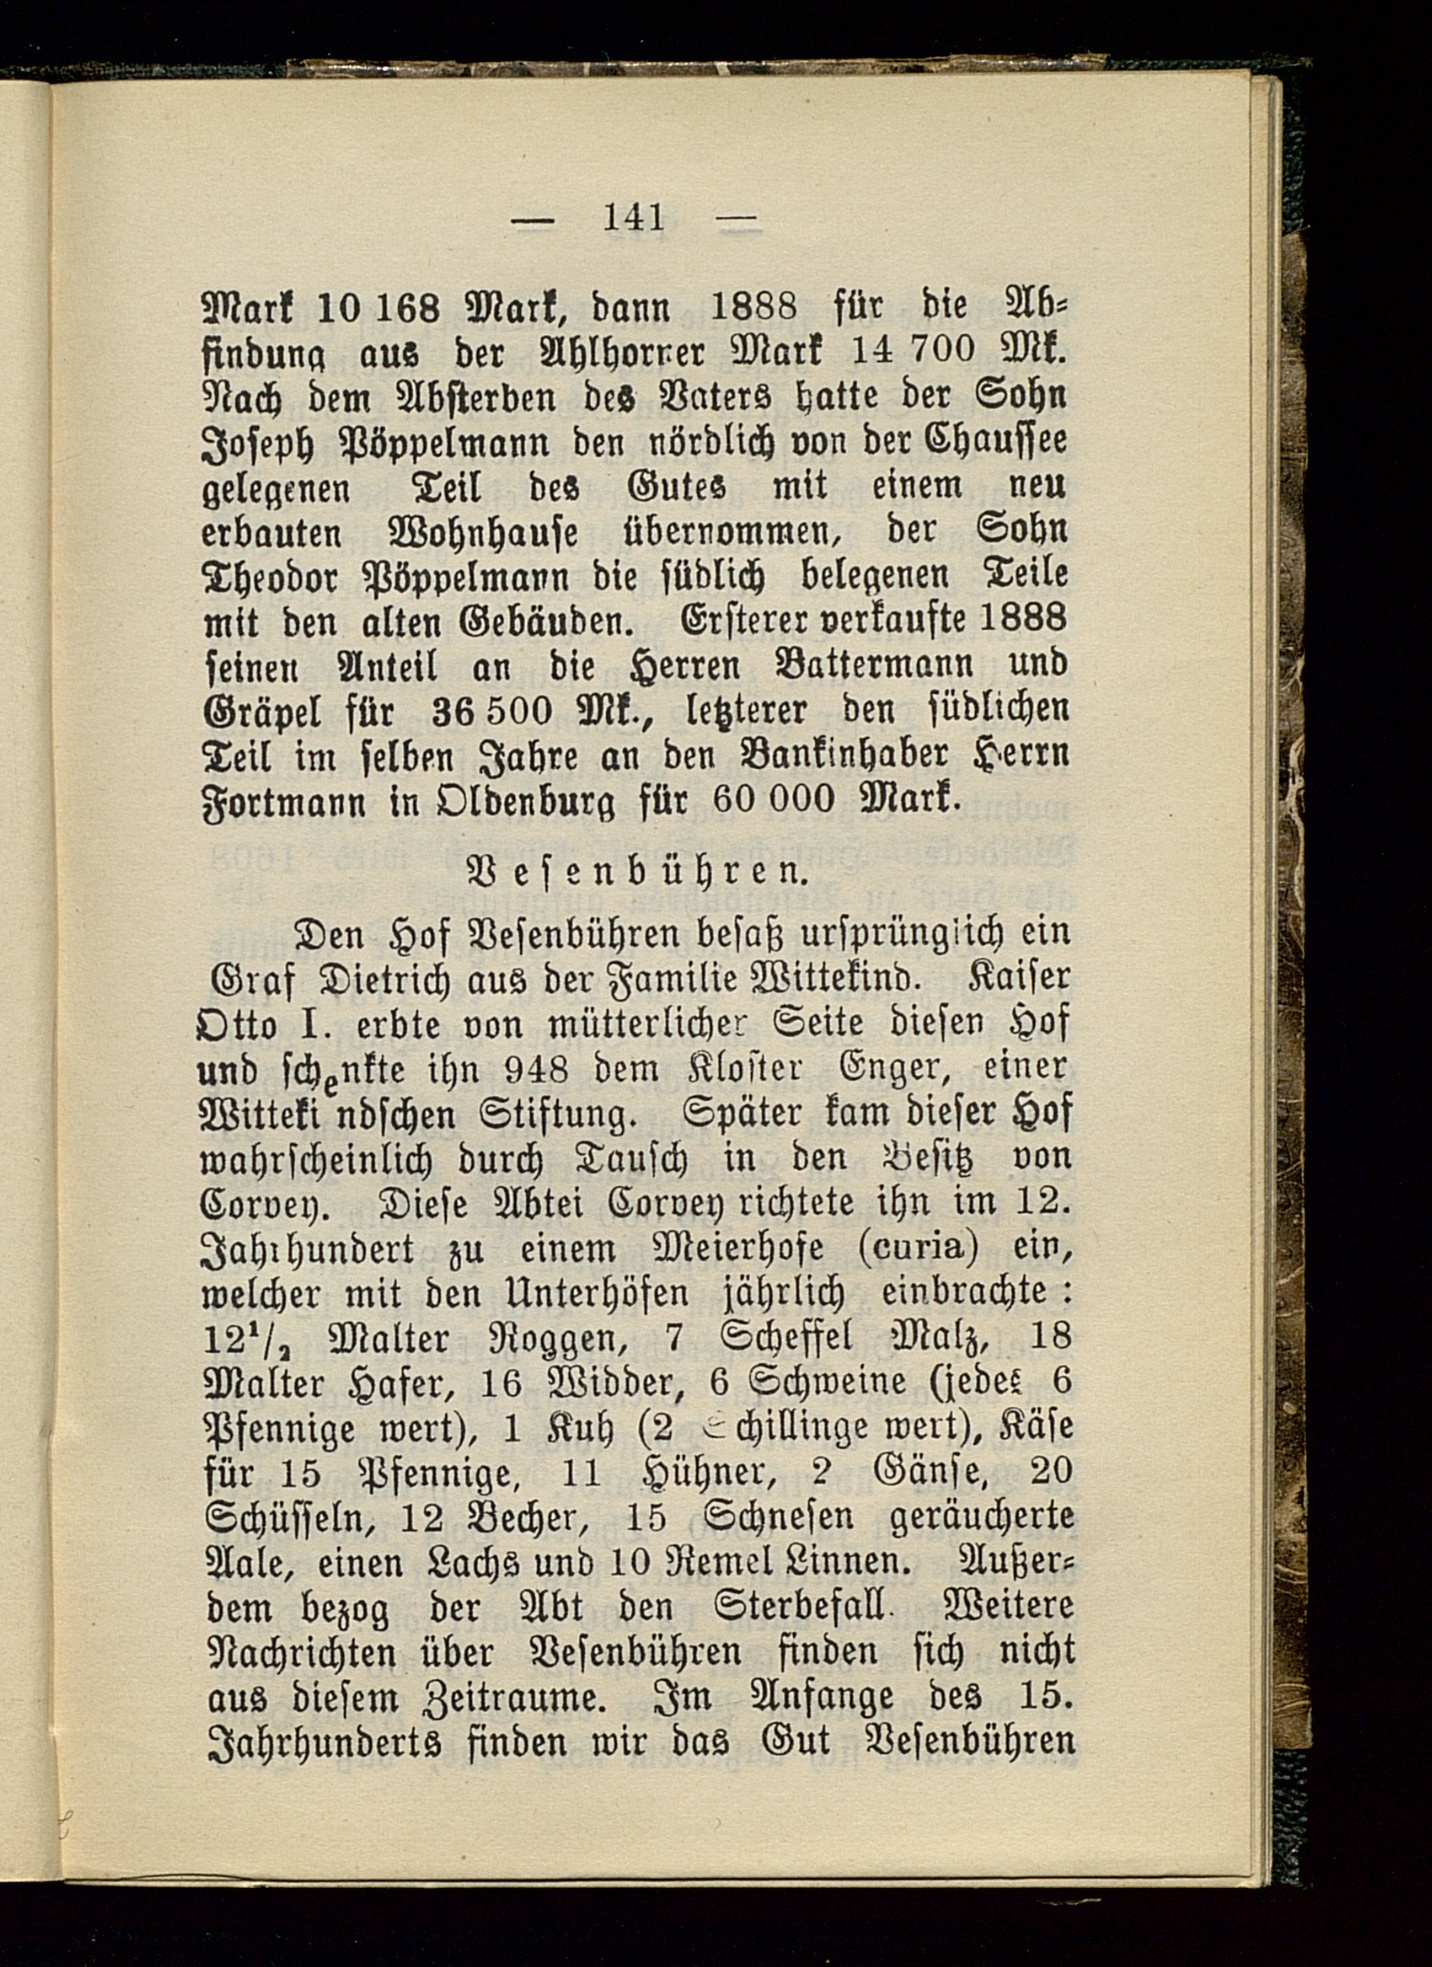 — 141 —
Mark 10 168 Mark, dann 1888 für die Ab-
findung aus der Ahlhorner Mark 14 700 Mk.
Nach dem Absterben des Vaters hatte der Sohn
Joseph Pöppelmann den nördlich von der Chaussee
gelegenen Teil des Gutes mit einem neu
erbauten Wohnhause übernommen, der Sohn
Theodor Pöppelmann die südlich belegenen Teile
mit den alten Gebäuden. Ersterer verkaufte 1888
seinen Anteil an die Herren Battermann und
Gräpel für 36 500 Mk., letzterer den südlichen
Teil im selben Jahre an den Bankinhaber Herrn
Fortmann in Oldenburg für 60 000 Mark.
Vesenbühren.
Den Hof Vesenbühren besaß ursprünglich ein
Graf Dietrich aus der Familie Wittekind. Kaiser
Otto I. erbte von mütterlicher Seite diesen Hof
und schenkte ihn 948 dem Kloster Enger, einer
Witteki ndschen Stiftung. Später kam dieser Hof
wahrscheinlich durch Tausch in den Besitz von
Corvey. Diese Abtei Corvey richtete ihn im 12.
Jahrhundert zu einem Meierhofe (curia) ein,
welcher mit den Unterhöfen jährlich einbrachte :
12¹/₂ Malter Roggen, 7 Scheffel Malz, 18
Malter Hafer, 16 Widder, 6 Schweine (jedes 6
Pfennige wert), 1 Kuh (2 Schillinge wert), Käse
für 15 Pfennige, 11 Hühner, 2 Gänse, 20
Schüsseln, 12 Becher, 15 Schnesen geräucherte
Aale, einen Lachs und 10 Remel Linnen. Außer-
dem bezog der Abt den Sterbefall. Weitere
Nachrichten über Vesenbühren finden sich nicht
aus diesem Zeitraume. Im Anfange des 15.
Jahrhunderts finden wir das Gut Vesenbühren